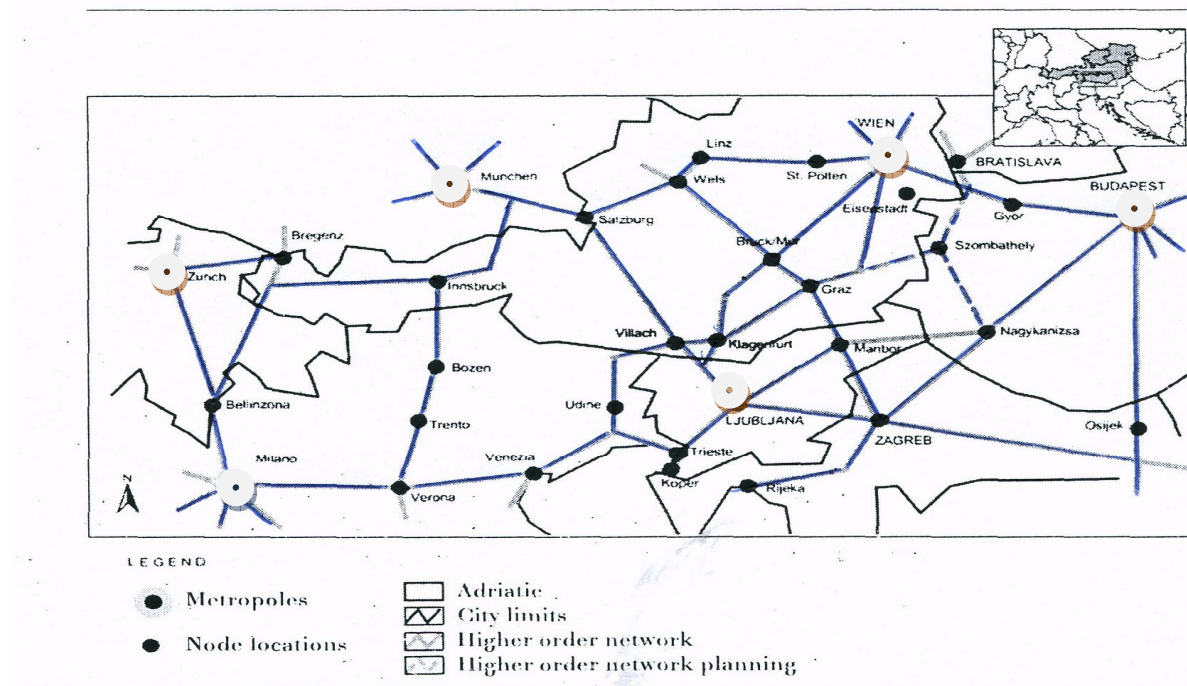 WIEN
Linz
BRATISLAVA
Munchen
Wels
St. Polten
BUDAPEST
Eisenstadt
Gyor
Salzburg
Bregenz
Bruck/Mur
Szombathely
Zurich
Innsbruck
Graz
Villach
Klagenfurt
Maribor
Nagykanizsa
Bozen
Bellinzona
Udine
LJUBLJANA
Trento
Osijek
ZAGREB
Milano
Venezia
Trieste
Koper
Rijeka
Verona
N
LEGEND
Metropoles
Node locations
Adriatic
City limits
Higher order network
Higher order network planning